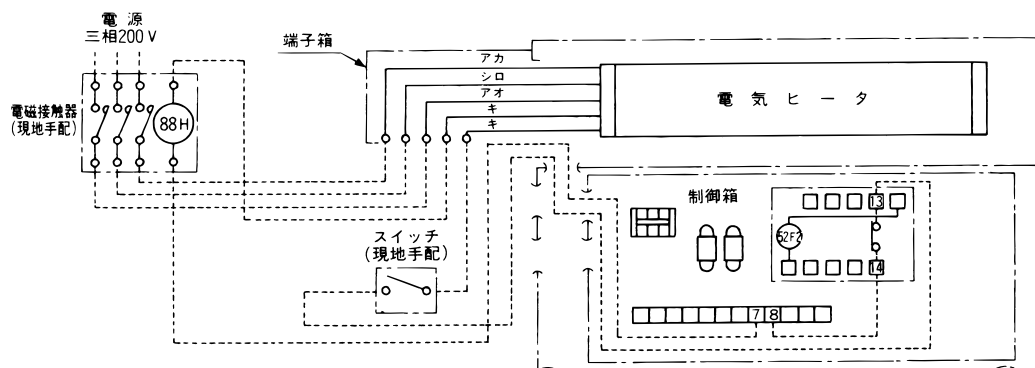 電源
三相200V
端子箱
アカ
シロ
アオ
キ
キ
電気ヒータ
電磁接触器
(現地手配)
88H
制御箱
13
52F2
14
スイッチ
(現地手配)
7 8